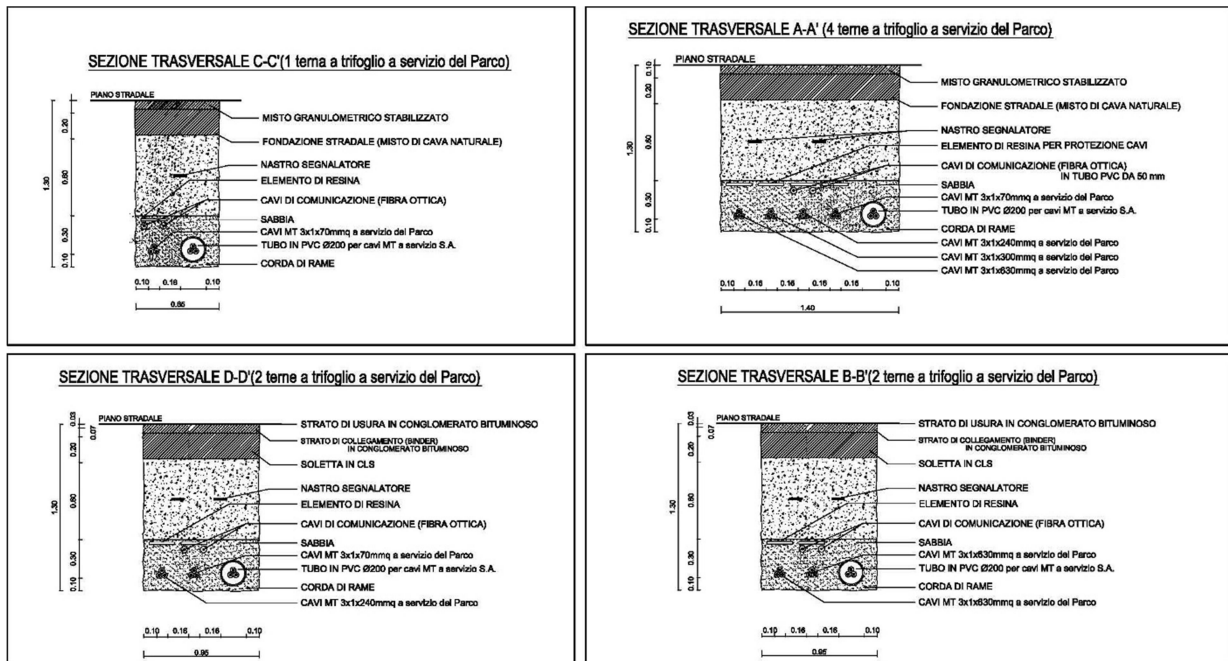 SEZIONE TRASVERSALE C-C'(1 terna a trifoglio a servizio del Parco)
PIANO STRADALE
MISTO GRANULOMETRICO STABILIZZATO
FONDAZIONE STRADALE (MISTO DI CAVA NATURALE)
NASTRO SEGNALATORE
ELEMENTO DI RESINA
CAVI DI COMUNICAZIONE (FIBRA OTTICA)
SABBIA
CAVI MT 3x1x70mmq a servizio del Parco
TUBO IN PVC Ø200 per cavi MT a servizio S.A.
CORDA DI RAME
0.20
0.60
1.30
0.30
0.10
0.10 0.16 0.10
0.65
SEZIONE TRASVERSALE A-A' (4 terne a trifoglio a servizio del Parco)
PIANO STRADALE
MISTO GRANULOMETRICO STABILIZZATO
FONDAZIONE STRADALE (MISTO DI CAVA NATURALE)
NASTRO SEGNALATORE
ELEMENTO DI RESINA PER PROTEZIONE CAVI
CAVI DI COMUNICAZIONE (FIBRA OTTICA)
IN TUBO PVC DA 50 mm
SABBIA
CAVI MT 3x1x70mmq a servizio del Parco
TUBO IN PVC Ø200 per cavi MT a servizio S.A.
CORDA DI RAME
CAVI MT 3x1x240mmq a servizio del Parco
CAVI MT 3x1x300mmq a servizio del Parco
CAVI MT 3x1x630mmq a servizio del Parco
0.10
0.20
0.60
1.30
0.30
0.10
0.10 0.16 0.16 0.16 0.16 0.10
1.40
SEZIONE TRASVERSALE D-D'(2 terne a trifoglio a servizio del Parco)
PIANO STRADALE
STRATO DI USURA IN CONGLOMERATO BITUMINOSO
STRATO DI COLLEGAMENTO (BINDER)
IN CONGLOMERATO BITUMINOSO
SOLETTA IN CLS
NASTRO SEGNALATORE
ELEMENTO DI RESINA
CAVI DI COMUNICAZIONE (FIBRA OTTICA)
SABBIA
CAVI MT 3x1x70mmq a servizio del Parco
TUBO IN PVC Ø200 per cavi MT a servizio S.A.
CORDA DI RAME
CAVI MT 3x1x240mmq a servizio del Parco
0.03
0.07
0.20
0.60
1.30
0.30
0.10
0.10 0.16 0.16 0.10
0.95
SEZIONE TRASVERSALE B-B'(2 terne a trifoglio a servizio del Parco)
PIANO STRADALE
STRATO DI USURA IN CONGLOMERATO BITUMINOSO
STRATO DI COLLEGAMENTO (BINDER)
IN CONGLOMERATO BITUMINOSO
SOLETTA IN CLS
NASTRO SEGNALATORE
ELEMENTO DI RESINA
CAVI DI COMUNICAZIONE (FIBRA OTTICA)
SABBIA
CAVI MT 3x1x630mmq a servizio del Parco
TUBO IN PVC Ø200 per cavi MT a servizio S.A.
CORDA DI RAME
CAVI MT 3x1x630mmq a servizio del Parco
0.03
0.07
0.20
0.60
1.30
0.30
0.10
0.10 0.16 0.16 0.10
0.95